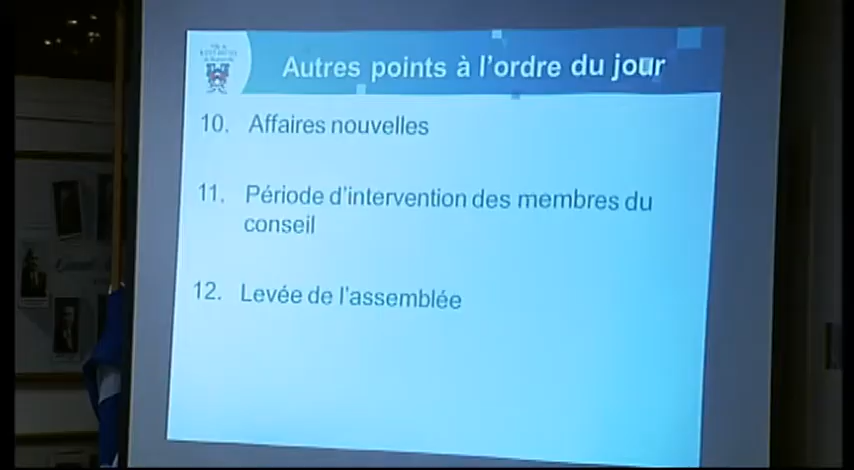 Autres points à l'ordre du jour
10. Affaires nouvelles
11. Période d'intervention des membres du
conseil
12. Levée de l'assemblée